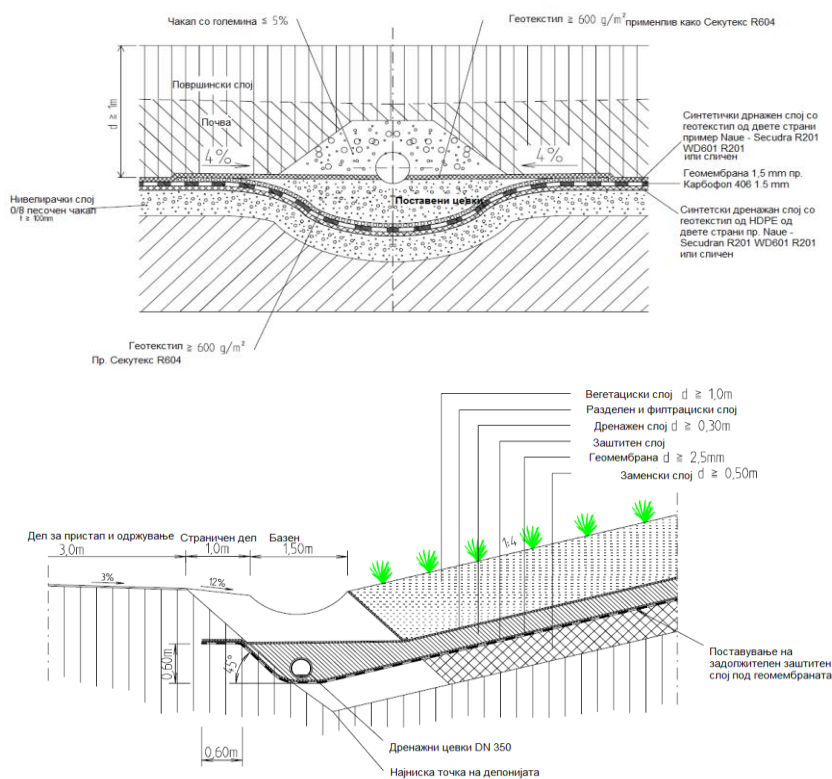 Чакал со големина ≤ 5%
Геотекстил ≥ 600 g/m² применлив како Секутекс R604
d ≥ 1m
Површински слој
Почва
4%
4%
Синтетички дрнажен слој со
геотекстил од двете страни
пример Naue - Secudra R201
WD601 R201
или сличен
Геомембрана 1,5 mm пр.
Карбофол 406 1.5 mm
Нивелирачки слој
0/8 песочен чакал
f ≥ 100mm
Поставени цевки
Синтетски дренажен слој со
геотекстил од HDPE од
двете страни пр. Naue -
Secudran R201 WD601 R201
или сличен
Геотекстил ≥ 600 g/m²
Пр. Секутекс R604
Вегетациски слој d ≥ 1,0m
Разделен и филтрациски слој
Дренажен слој d ≥ 0,30m
Заштитен слој
Геомембрана d ≥ 2,5mm
Заменски слој d ≥ 0,50m
Дел за пристап и одржување Страничен дел Базен
3,0m 1,0m 1,50m
1:4
3%
12%
0,60m
45°
Поставување на
задолжителен заштитен
слој под геомембраната
0,60m
Дренажни цевки DN 350
Најниска точка на депонијата